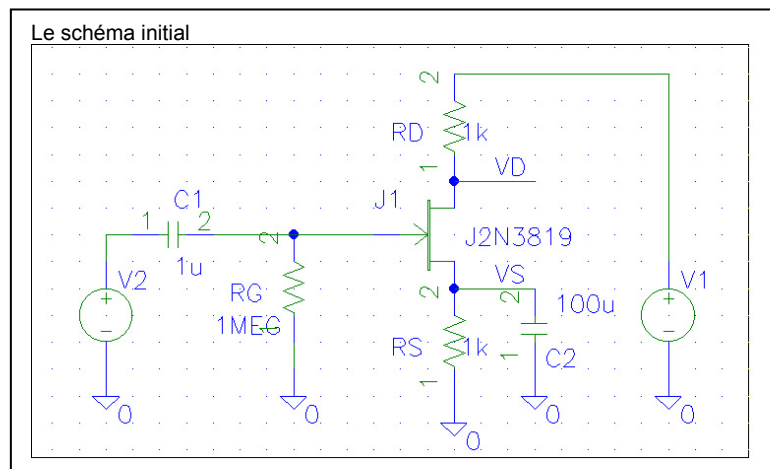 Le schéma initial
2
RD 1k
1
VD
C1
J1
1 2
2
J2N3819
1u
V2
VS
V1
RG
2
2
100u
1MEG
1
RS 1k
1
C2
1
0
0
0
0
0